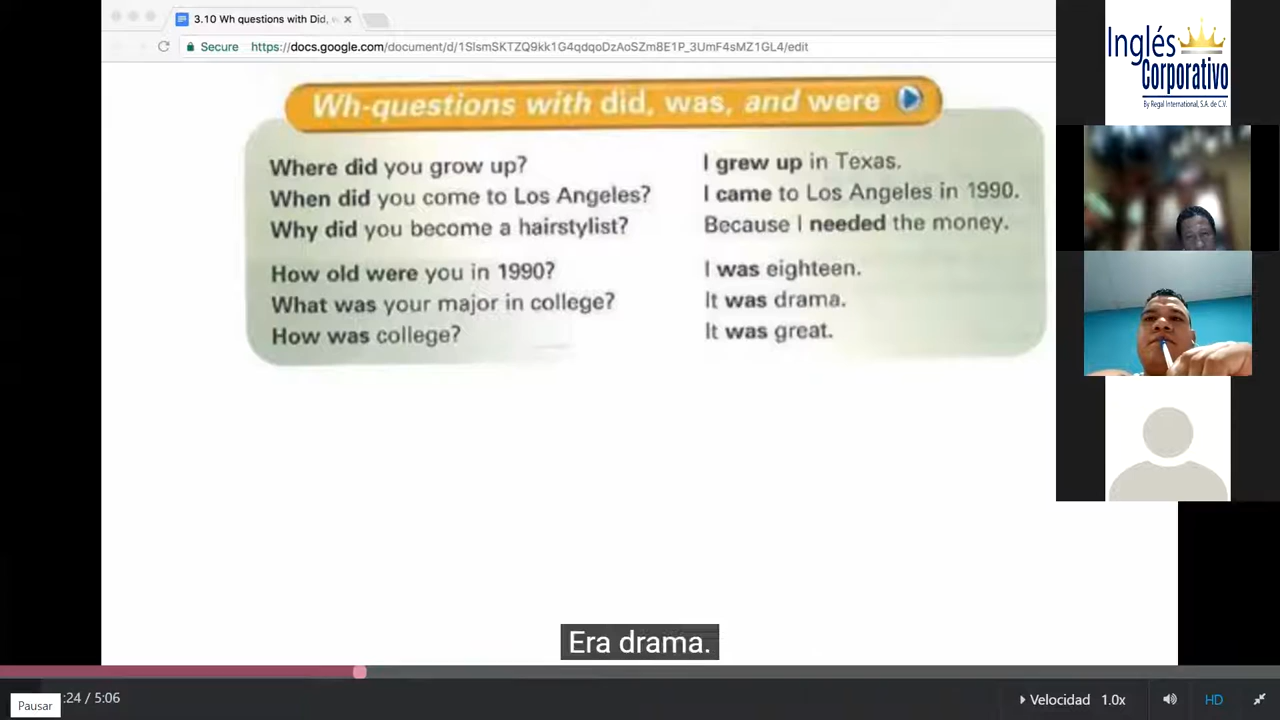 3.10 Wh questions with Did,
Secure
https://docs.google.com/document/d/1SlsmSKTZQ9kk1G4qdqoDzAoSZm8E1P_3UmF4sMZ1GL4/edit
Inglés
Corporativo
By Regal International, S.A. de C.V.
Wh-questions with did, was, and were
Where did you grow up? I grew up in Texas.
When did you come to Los Angeles? I came to Los Angeles in 1990.
Why did you become a hairstylist? Because I needed the money.
How old were you in 1990? I was eighteen.
What was your major in college? It was drama.
How was college? It was great.
Era drama.
:24 / 5:06
Pausar
Velocidad 1.0x
HD